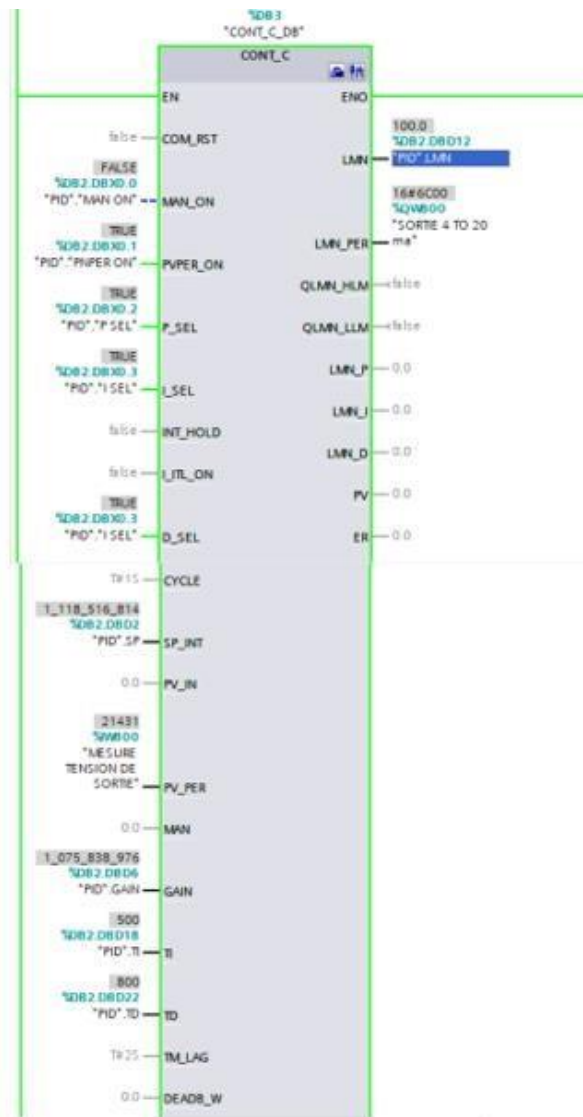 %DB3
"CONT_C_DB"
CONT_C
EN ENO
false COM_RST
100.0
%DB2.DBD12
LMN "PID".LMN
FALSE
%DB2.DBX0.0
"PID"."MAN ON" MAN_ON
16#6C00
%QW800
"SORTIE 4 TO 20
LMN_PER ma"
TRUE
%DB2.DBX0.1
"PID"."PNPER ON" PVPER_ON
QLMN_HLM false
TRUE
%DB2.DBX0.2
"PID"."P SEL" P_SEL
QLMN_LLM false
LMN_P 0.0
TRUE
%DB2.DBX0.3
"PID"."I SEL" I_SEL
LMN_I 0.0
false INT_HOLD
LMN_D 0.0
false I_ITL_ON
PV 0.0
TRUE
%DB2.DBX0.3
"PID"."I SEL" D_SEL
ER 0.0
CYCLE
1_118_516_814
%DB2.DBD2
"PID".SP SP_INT
0.0 PV_IN
21431
%IW800
"MESURE
TENSION DE
SORTIE" PV_PER
0.0 MAN
1_075_838_976
%DB2.DBD6
"PID".GAIN GAIN
500
%DB2.DBD18
"PID".TI TI
800
%DB2.DBD22
"PID".TD TD
TM_LAG
0.0 DEADB_W